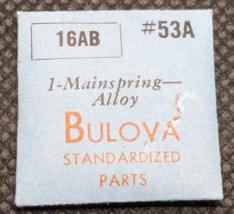 16AB #53A
1-Mainspring—
Alloy
BULOVA
STANDARDIZED
PARTS